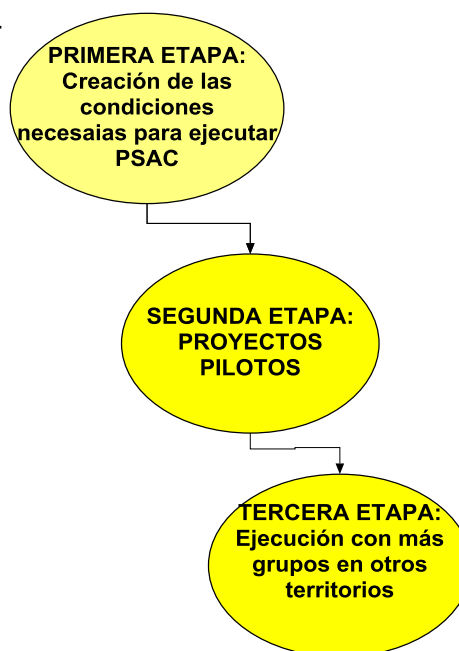 PRIMERA ETAPA:
Creación de las
condiciones
necesaias para ejecutar
PSAC
SEGUNDA ETAPA:
PROYECTOS
PILOTOS
TERCERA ETAPA:
Ejecución con más
grupos en otros
territorios